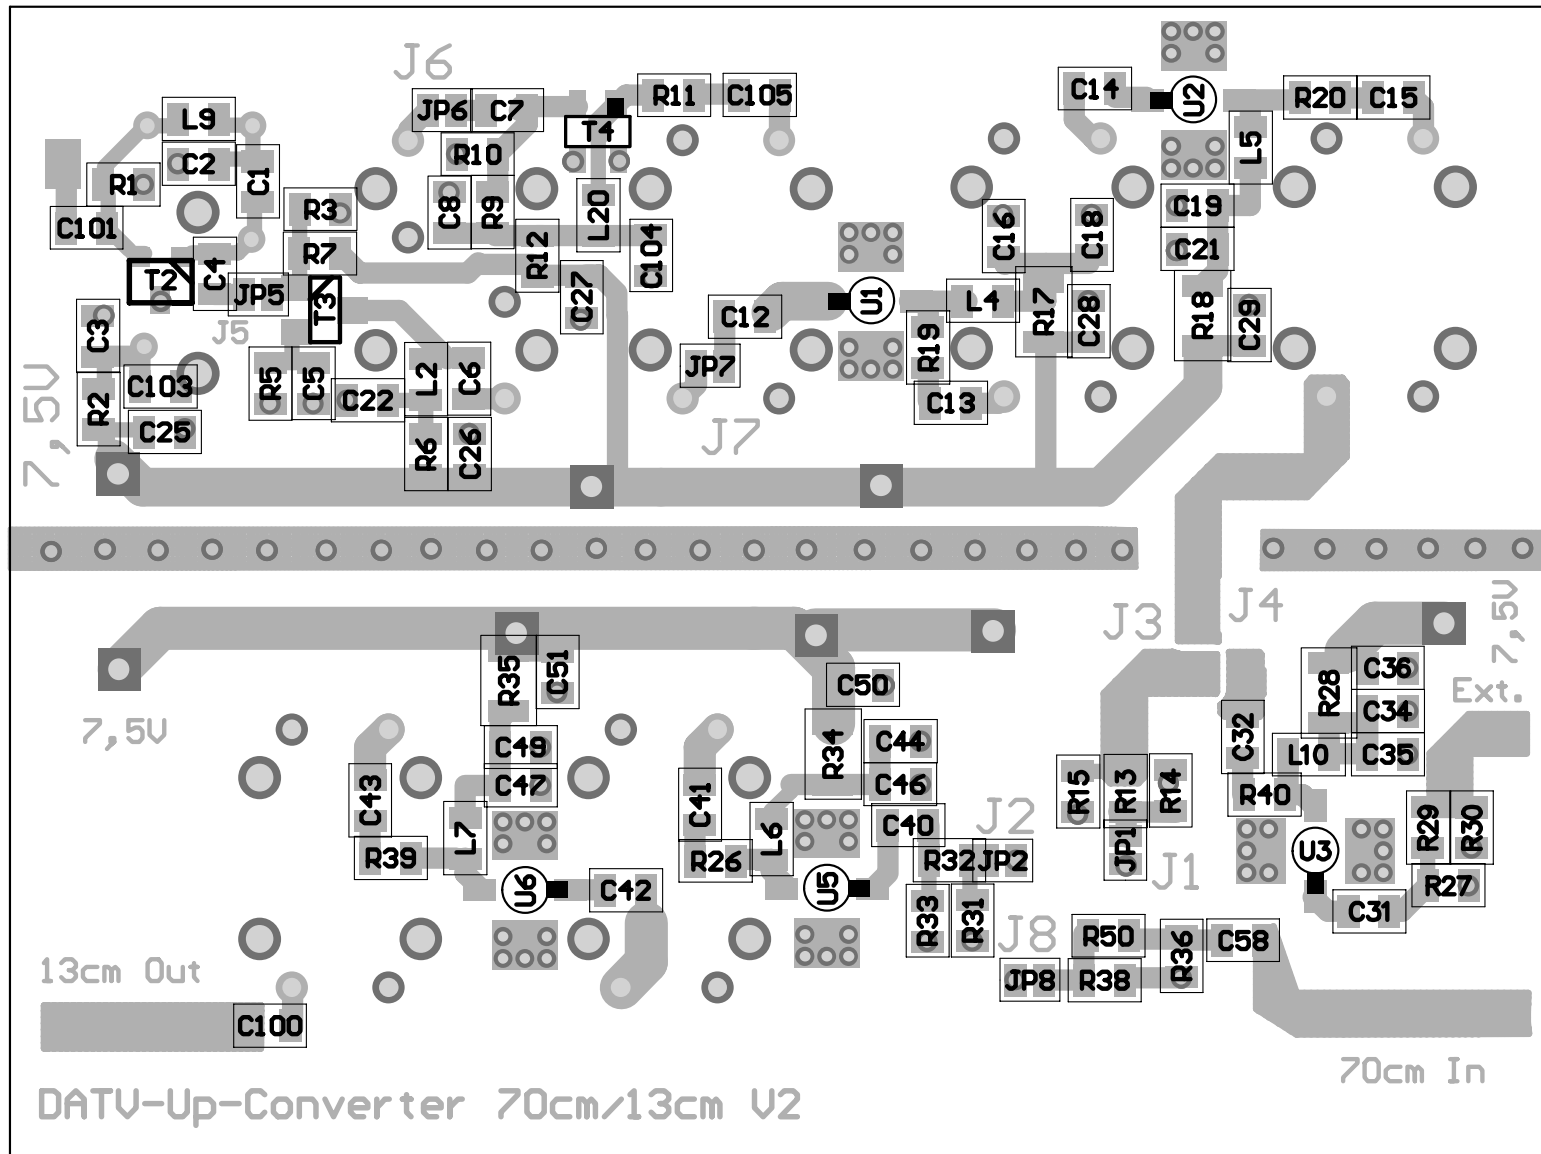 J6
C14
U2
L9
JP6 C7
R11 C105
R20 C15
T4
C2
R10
L5
R1
C1
C101
R3
C8
R9
L20
C16
C18
C19
R7
R12
C104
C21
T2
C4
JP5
T3
C27
U1
L4
R17
C28
R18
C29
C3
J5
C12
R19
JP7
R5
C5
L2
C6
C103
C22
C13
7,5V
R2
C25
R6
C26
J7
J3
J4
7,5V
R35
C51
C50
R28
C36
Ext.
C34
7,5V
C49
C44
C32
L10
C35
C47
R34
C46
C43
C41
R15
R13
R14
R40
L7
L6
C40
J2
R29
R30
R39
R26
R32 JP2
JP1
U3
J1
R27
U6
C42
U5
R33
R31
C31
J8
R50
R36
C58
13cm Out
JP8
R38
C100
70cm In
DATV-Up-Converter 70cm/13cm V2